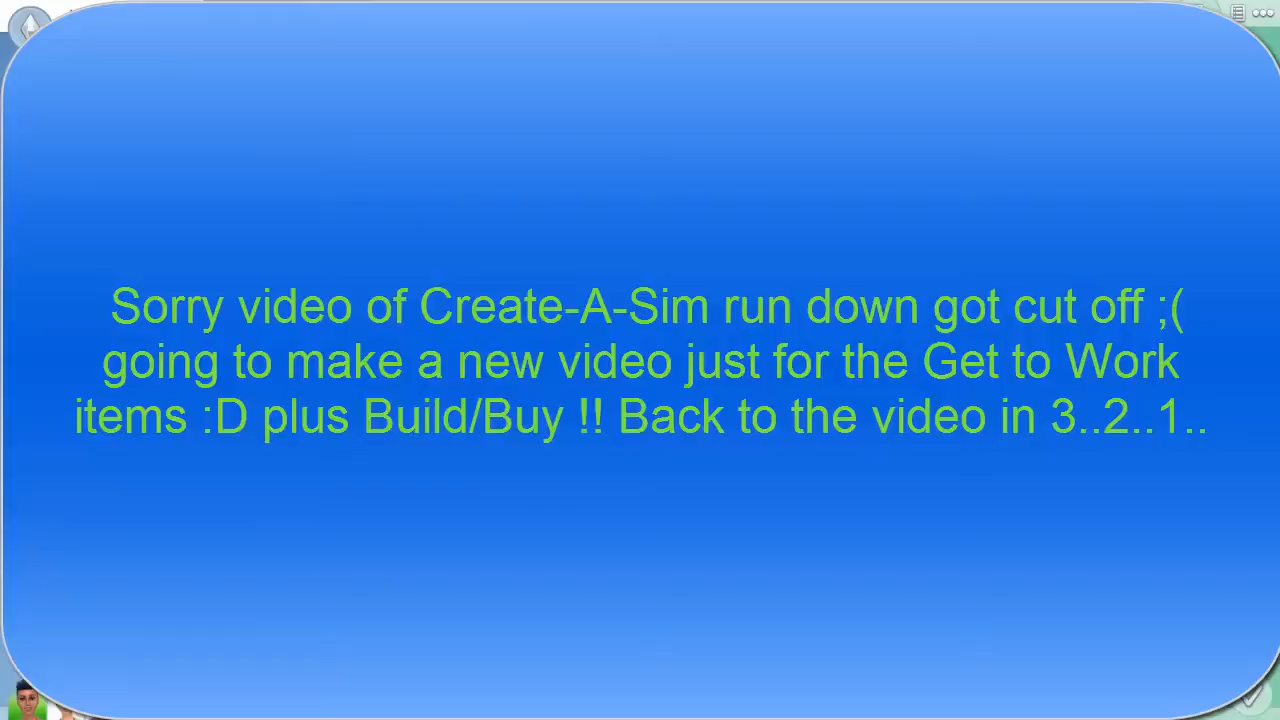 Sorry video of Create-A-Sim run down got cut off ;(
going to make a new video just for the Get to Work
items :D plus Build/Buy !! Back to the video in 3..2..1..